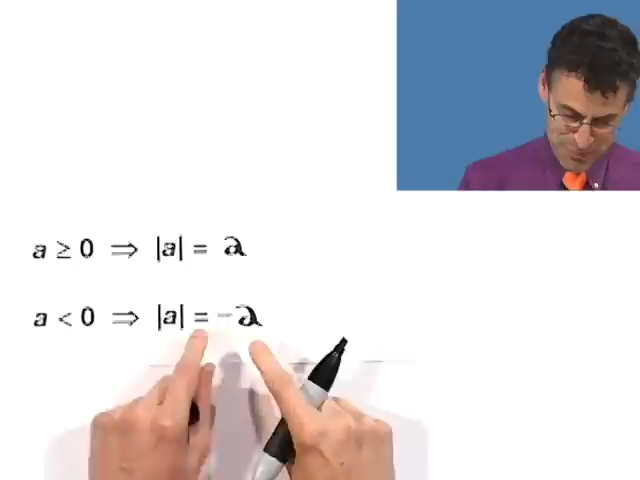 a ≥ 0 ⇒ |a| = a
a < 0 ⇒ |a| = -a